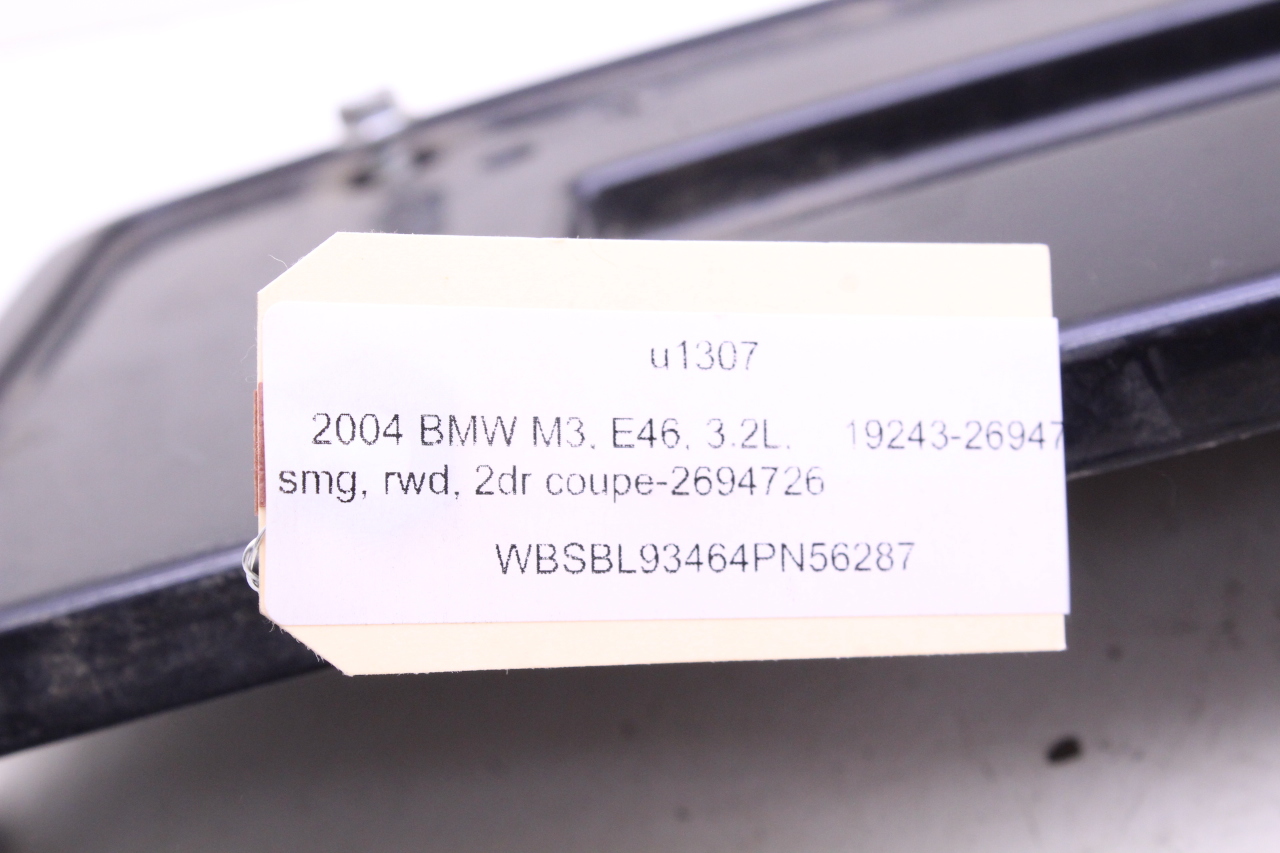 u1307
2004 BMW M3, E46, 3.2L, 19243-26947
smg, rwd, 2dr coupe-2694726
WBSBL93464PN56287